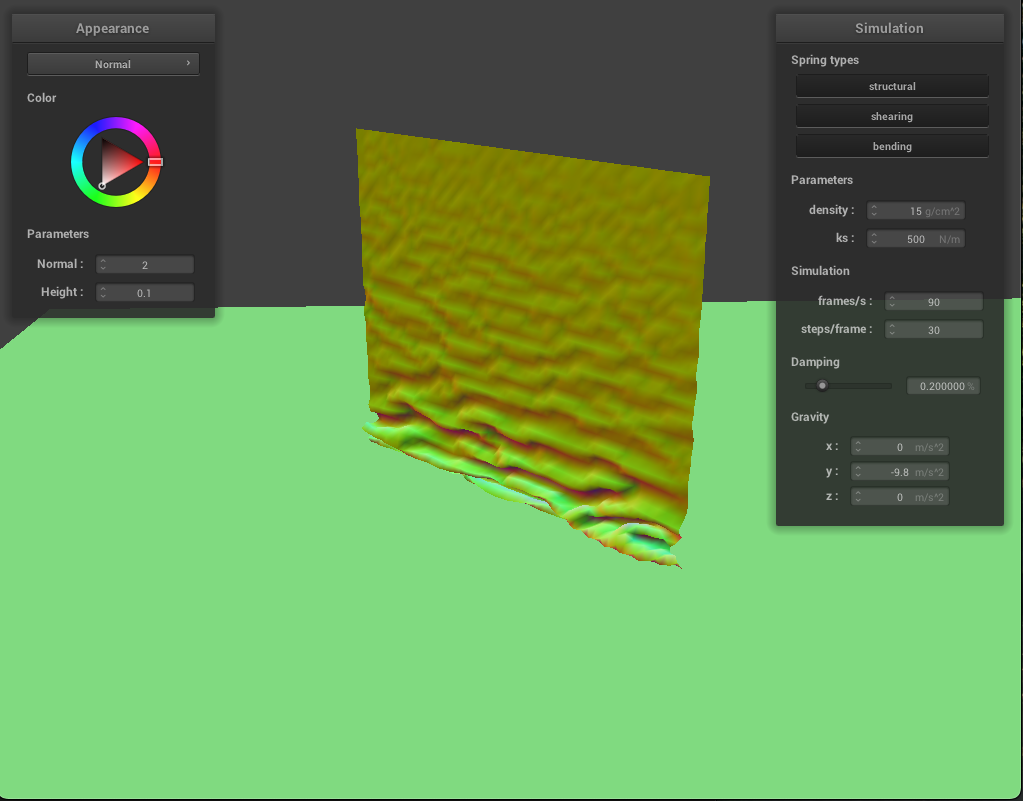 Appearance
Normal ›
Color
Parameters
Normal : 2
Height : 0.1
Simulation
Spring types
structural
shearing
bending
Parameters
density : 15 g/cm^2
ks : 500 N/m
Simulation
frames/s : 90
steps/frame : 30
Damping
0.200000 %
Gravity
x : 0 m/s^2
y : -9.8 m/s^2
z : 0 m/s^2